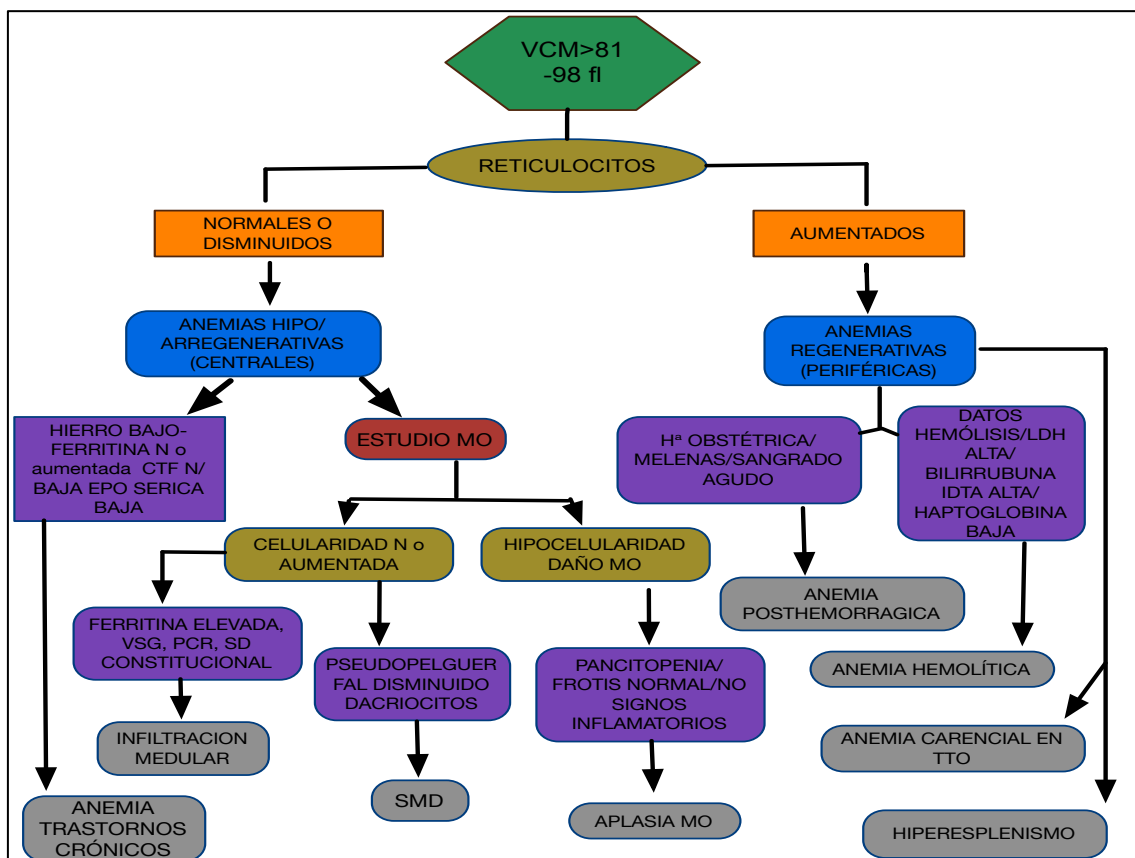 VCM>81
-98 fl
RETICULOCITOS
NORMALES O
DISMINUIDOS
AUMENTADOS
ANEMIAS HIPO/
ARREGENERATIVAS
(CENTRALES)
ANEMIAS
REGENERATIVAS
(PERIFÉRICAS)
HIERRO BAJO-
FERRITINA N o
aumentada CTF N/
BAJA EPO SERICA
BAJA
ESTUDIO MO
Hª OBSTÉTRICA/
MELENAS/SANGRADO
AGUDO
DATOS
HEMÓLISIS/LDH
ALTA/
BILIRRUBUNA
IDTA ALTA/
HAPTOGLOBINA
BAJA
CELULARIDAD N o
AUMENTADA
HIPOCELULARIDAD
DAÑO MO
ANEMIA
POSTHEMORRAGICA
FERRITINA ELEVADA,
VSG, PCR, SD
CONSTITUCIONAL
PSEUDOPELGUER
FAL DISMINUIDO
DACRIOCITOS
PANCITOPENIA/
FROTIS NORMAL/NO
SIGNOS
INFLAMATORIOS
ANEMIA HEMOLÍTICA
INFILTRACION
MEDULAR
ANEMIA CARENCIAL EN
TTO
ANEMIA
TRASTORNOS
CRÓNICOS
SMD
APLASIA MO
HIPERESPLENISMO